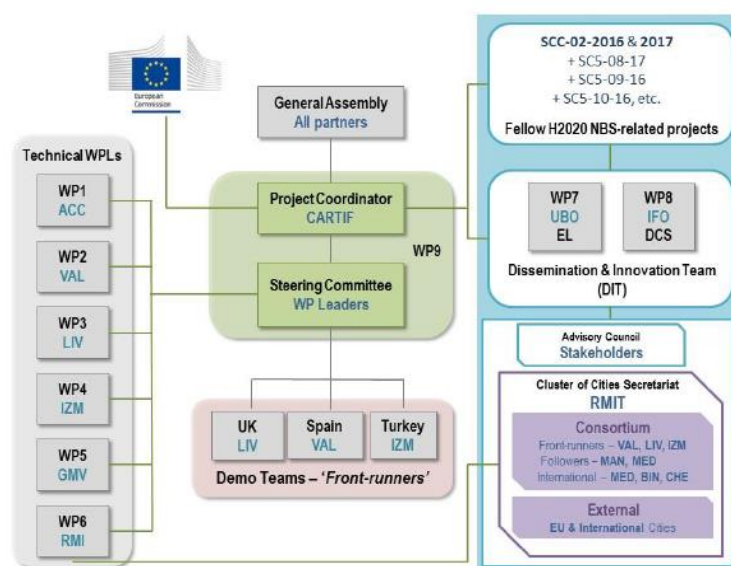 European
Commission
General Assembly
All partners
SCC-02-2016 & 2017
+ SC5-08-17
+ SC5-09-16
+ SC5-10-16, etc.
Fellow H2020 NBS-related projects
Technical WPLs
WP1
ACC
WP2
VAL
WP3
LIV
WP4
IZM
WP5
GMV
WP6
RMI
Project Coordinator
CARTIF
WP9
Steering Committee
WP Leaders
WP7
UBO
EL
WP8
IFO
DCS
Dissemination & Innovation Team
(DIT)
UK
LIV
Spain
VAL
Turkey
IZM
Demo Teams – 'Front-runners'
Advisory Council
Stakeholders
Cluster of Cities Secretariat
RMIT
Consortium
Front-runners – VAL, LIV, IZM
Followers – MAN, MED
International – MED, BIN, CHE
External
EU & International Cities